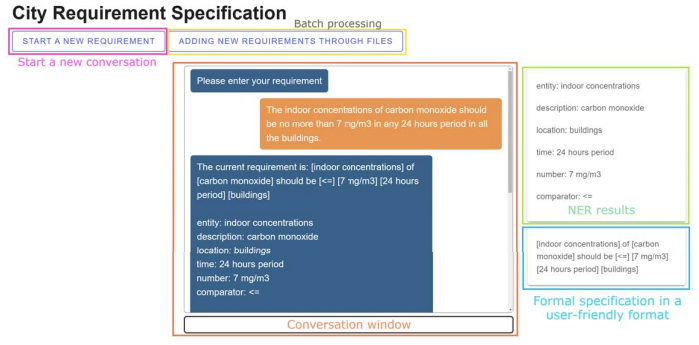 City Requirement Specification
Batch processing
START A NEW REQUIREMENT
ADDING NEW REQUIREMENTS THROUGH FILES
Start a new conversation
Please enter your requirement
The indoor concentrations of carbon monoxide should
be no more than 7 mg/m3 in any 24 hours period in all
the buildings.
The current requirement is: [indoor concentrations] of
[carbon monoxide] should be [<=] [7 mg/m3] [24 hours
period] [buildings]
entity: indoor concentrations
description: carbon monoxide
location: buildings
time: 24 hours period
number: 7 mg/m3
comparator: <=
Conversation window
entity: indoor concentrations
description: carbon monoxide
location: buildings
time: 24 hours period
number: 7 mg/m3
comparator: <=
NER results
[indoor concentrations] of [carbon
monoxide] should be [<=] [7 mg/m3]
[24 hours period] [buildings]
Formal specification in a
user-friendly format